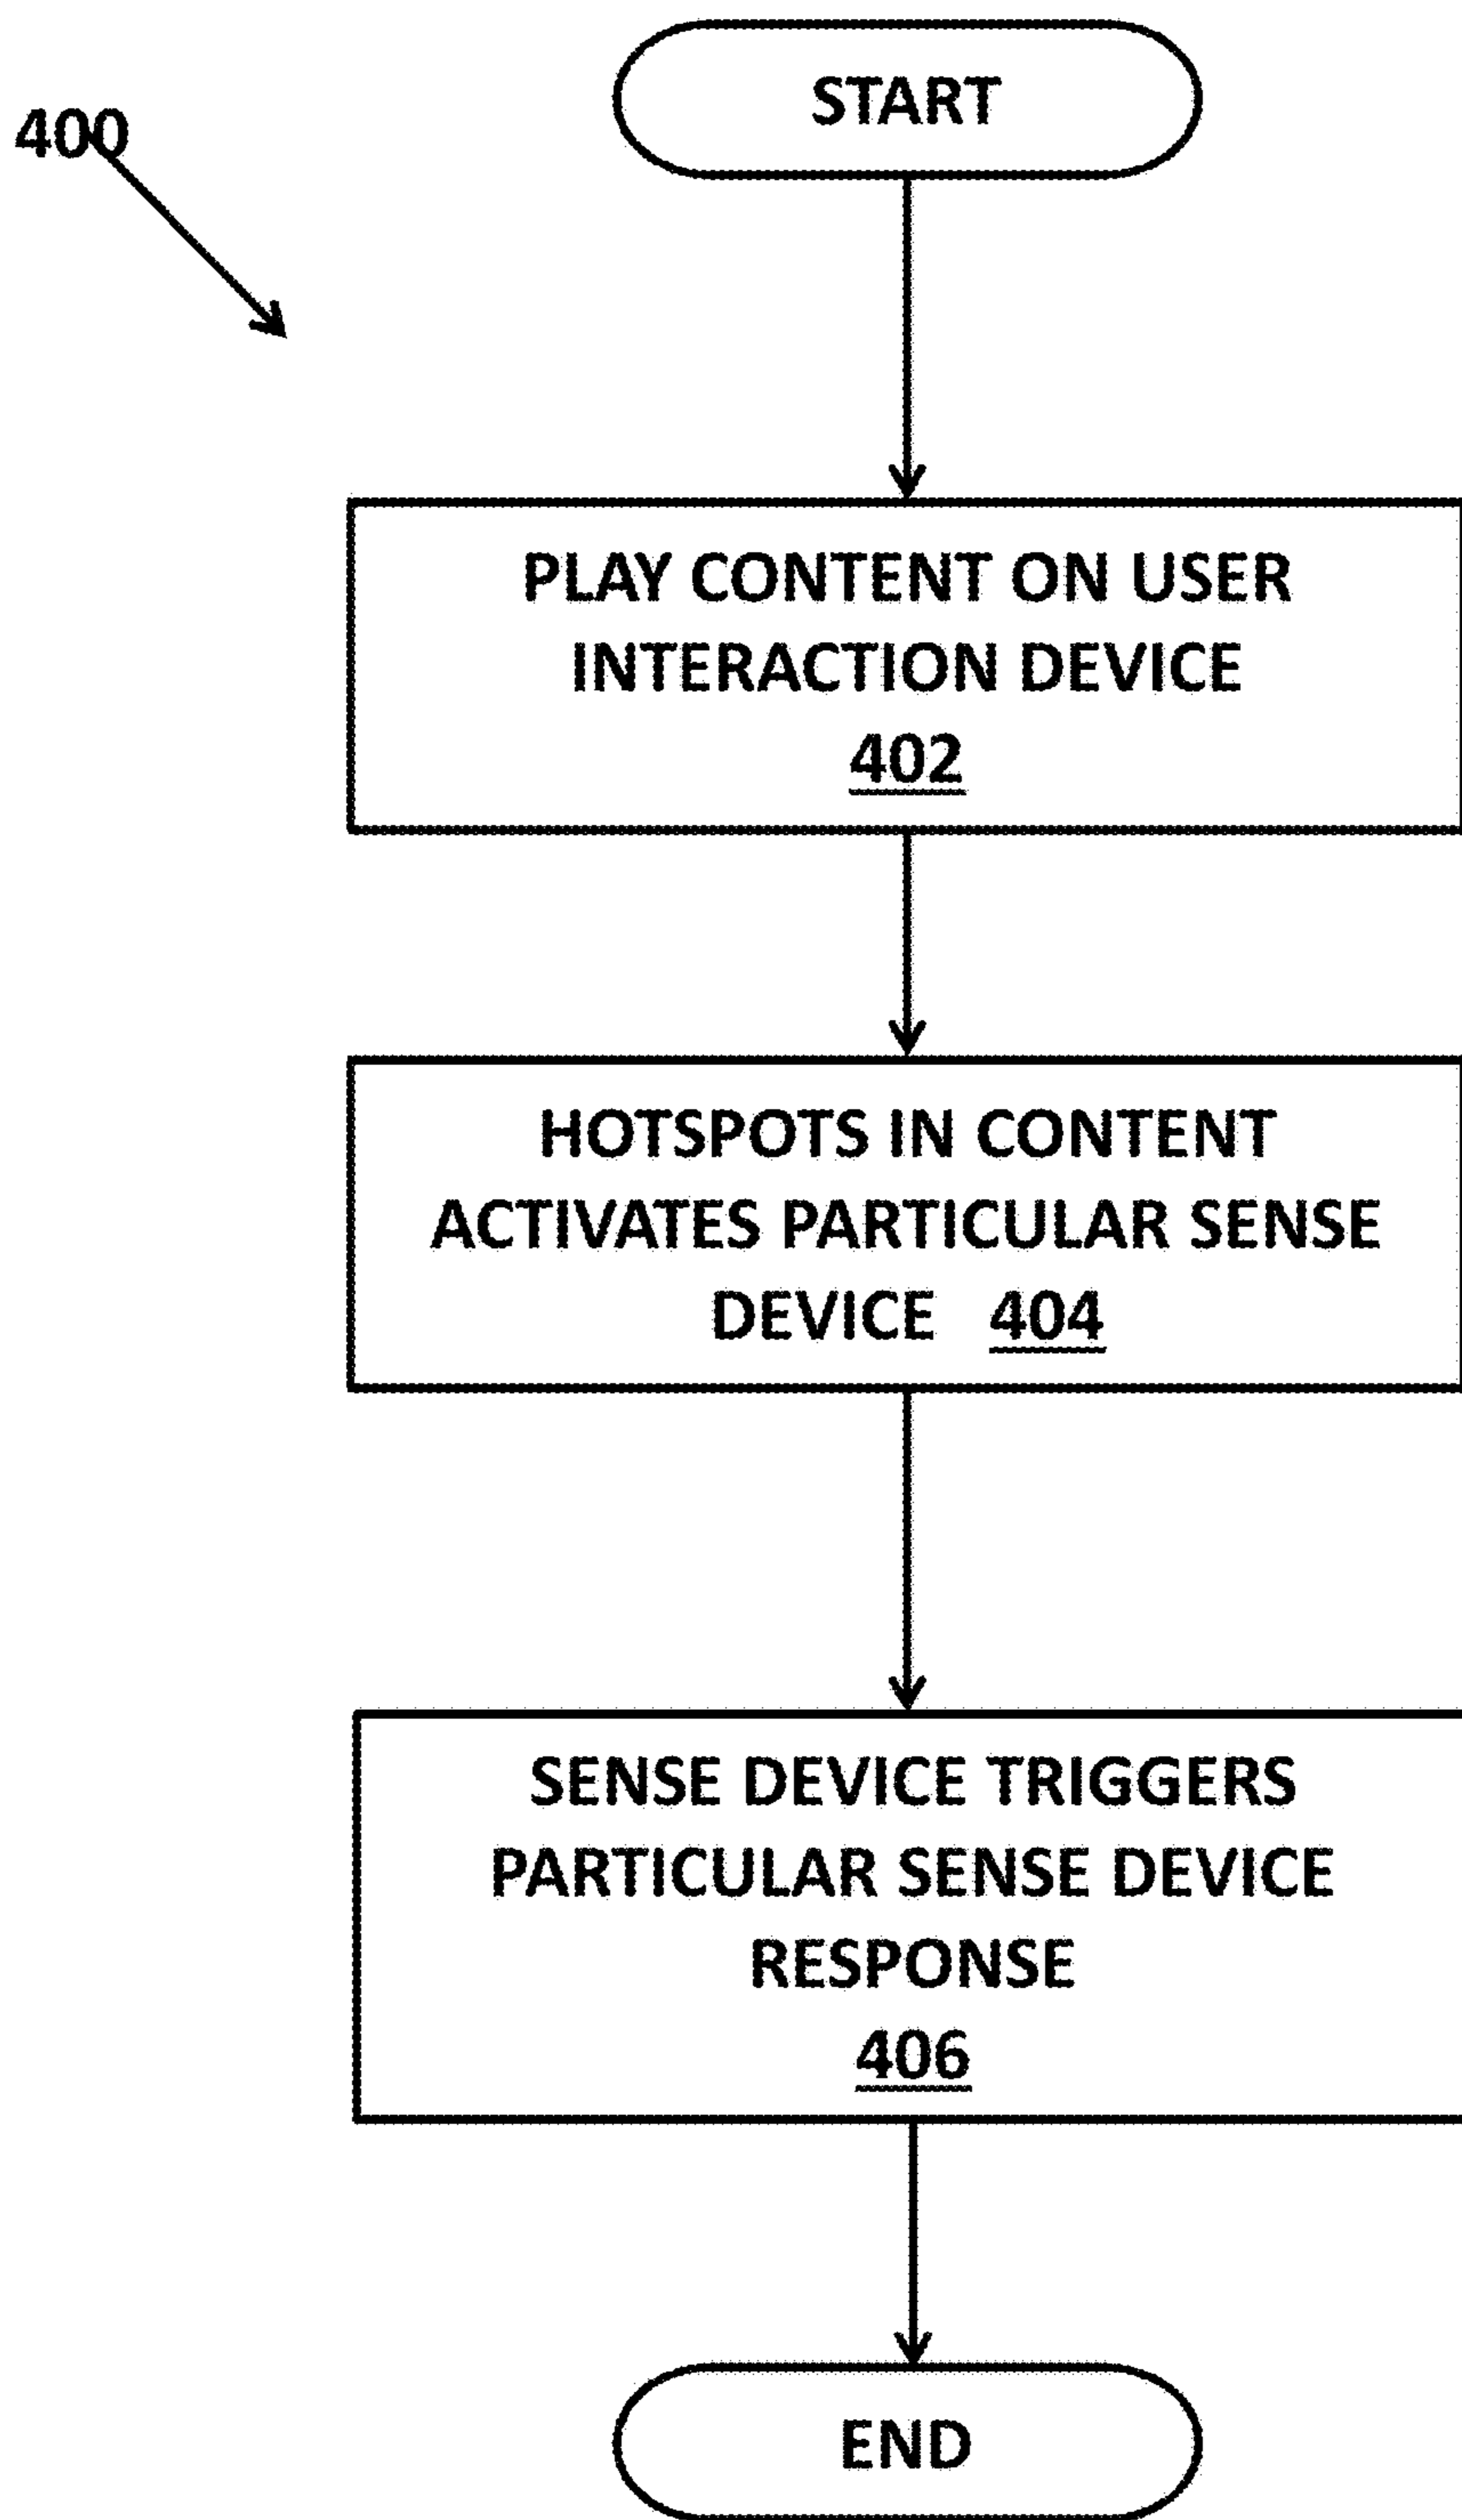 START
400
PLAY CONTENT ON USER
INTERACTION DEVICE
402
HOTSPOTS IN CONTENT
ACTIVATES PARTICULAR SENSE
DEVICE 404
SENSE DEVICE TRIGGERS
PARTICULAR SENSE DEVICE
RESPONSE
406
END